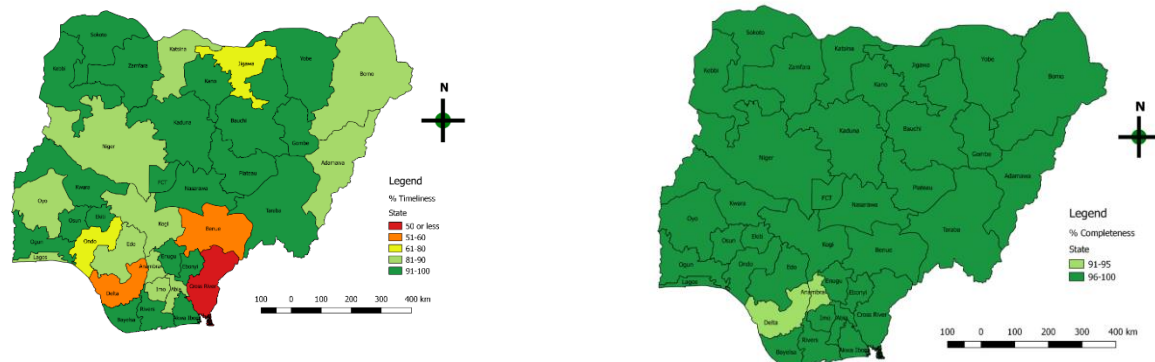 Sokoto
Katsina
Jigawa
Yobe
Borno
Kebbi
Zamfara
Kano
Kaduna
Bauchi
Gombe
Adamawa
Niger
Plateau
FCT
Nasarawa
Taraba
Kwara
Oyo
Osun
Ekiti
Kogi
Benue
Ogun
Ondo
Edo
Lagos
Enugu
Ebonyi
Anambra
Cross River
Delta
Imo
Abia
Rivers
Bayelsa
Akwa Ibom
N
Legend
% Timeliness
State
50 or less
51-60
61-80
81-90
91-100
100 0 100 200 300 400 km
Sokoto
Katsina
Jigawa
Yobe
Borno
Kebbi
Zamfara
Kano
Kaduna
Bauchi
Gombe
Adamawa
Niger
Plateau
FCT
Nasarawa
Taraba
Oyo
Kwara
Osun
Ekiti
Kogi
Benue
Ogun
Ondo
Edo
Lagos
Enugu
Ebonyi
Anambra
Cross River
Delta
Imo
Abia
Rivers
Bayelsa
Akwa Ibom
N
Legend
% Completeness
State
91-95
96-100
100 0 100 200 300 400 km